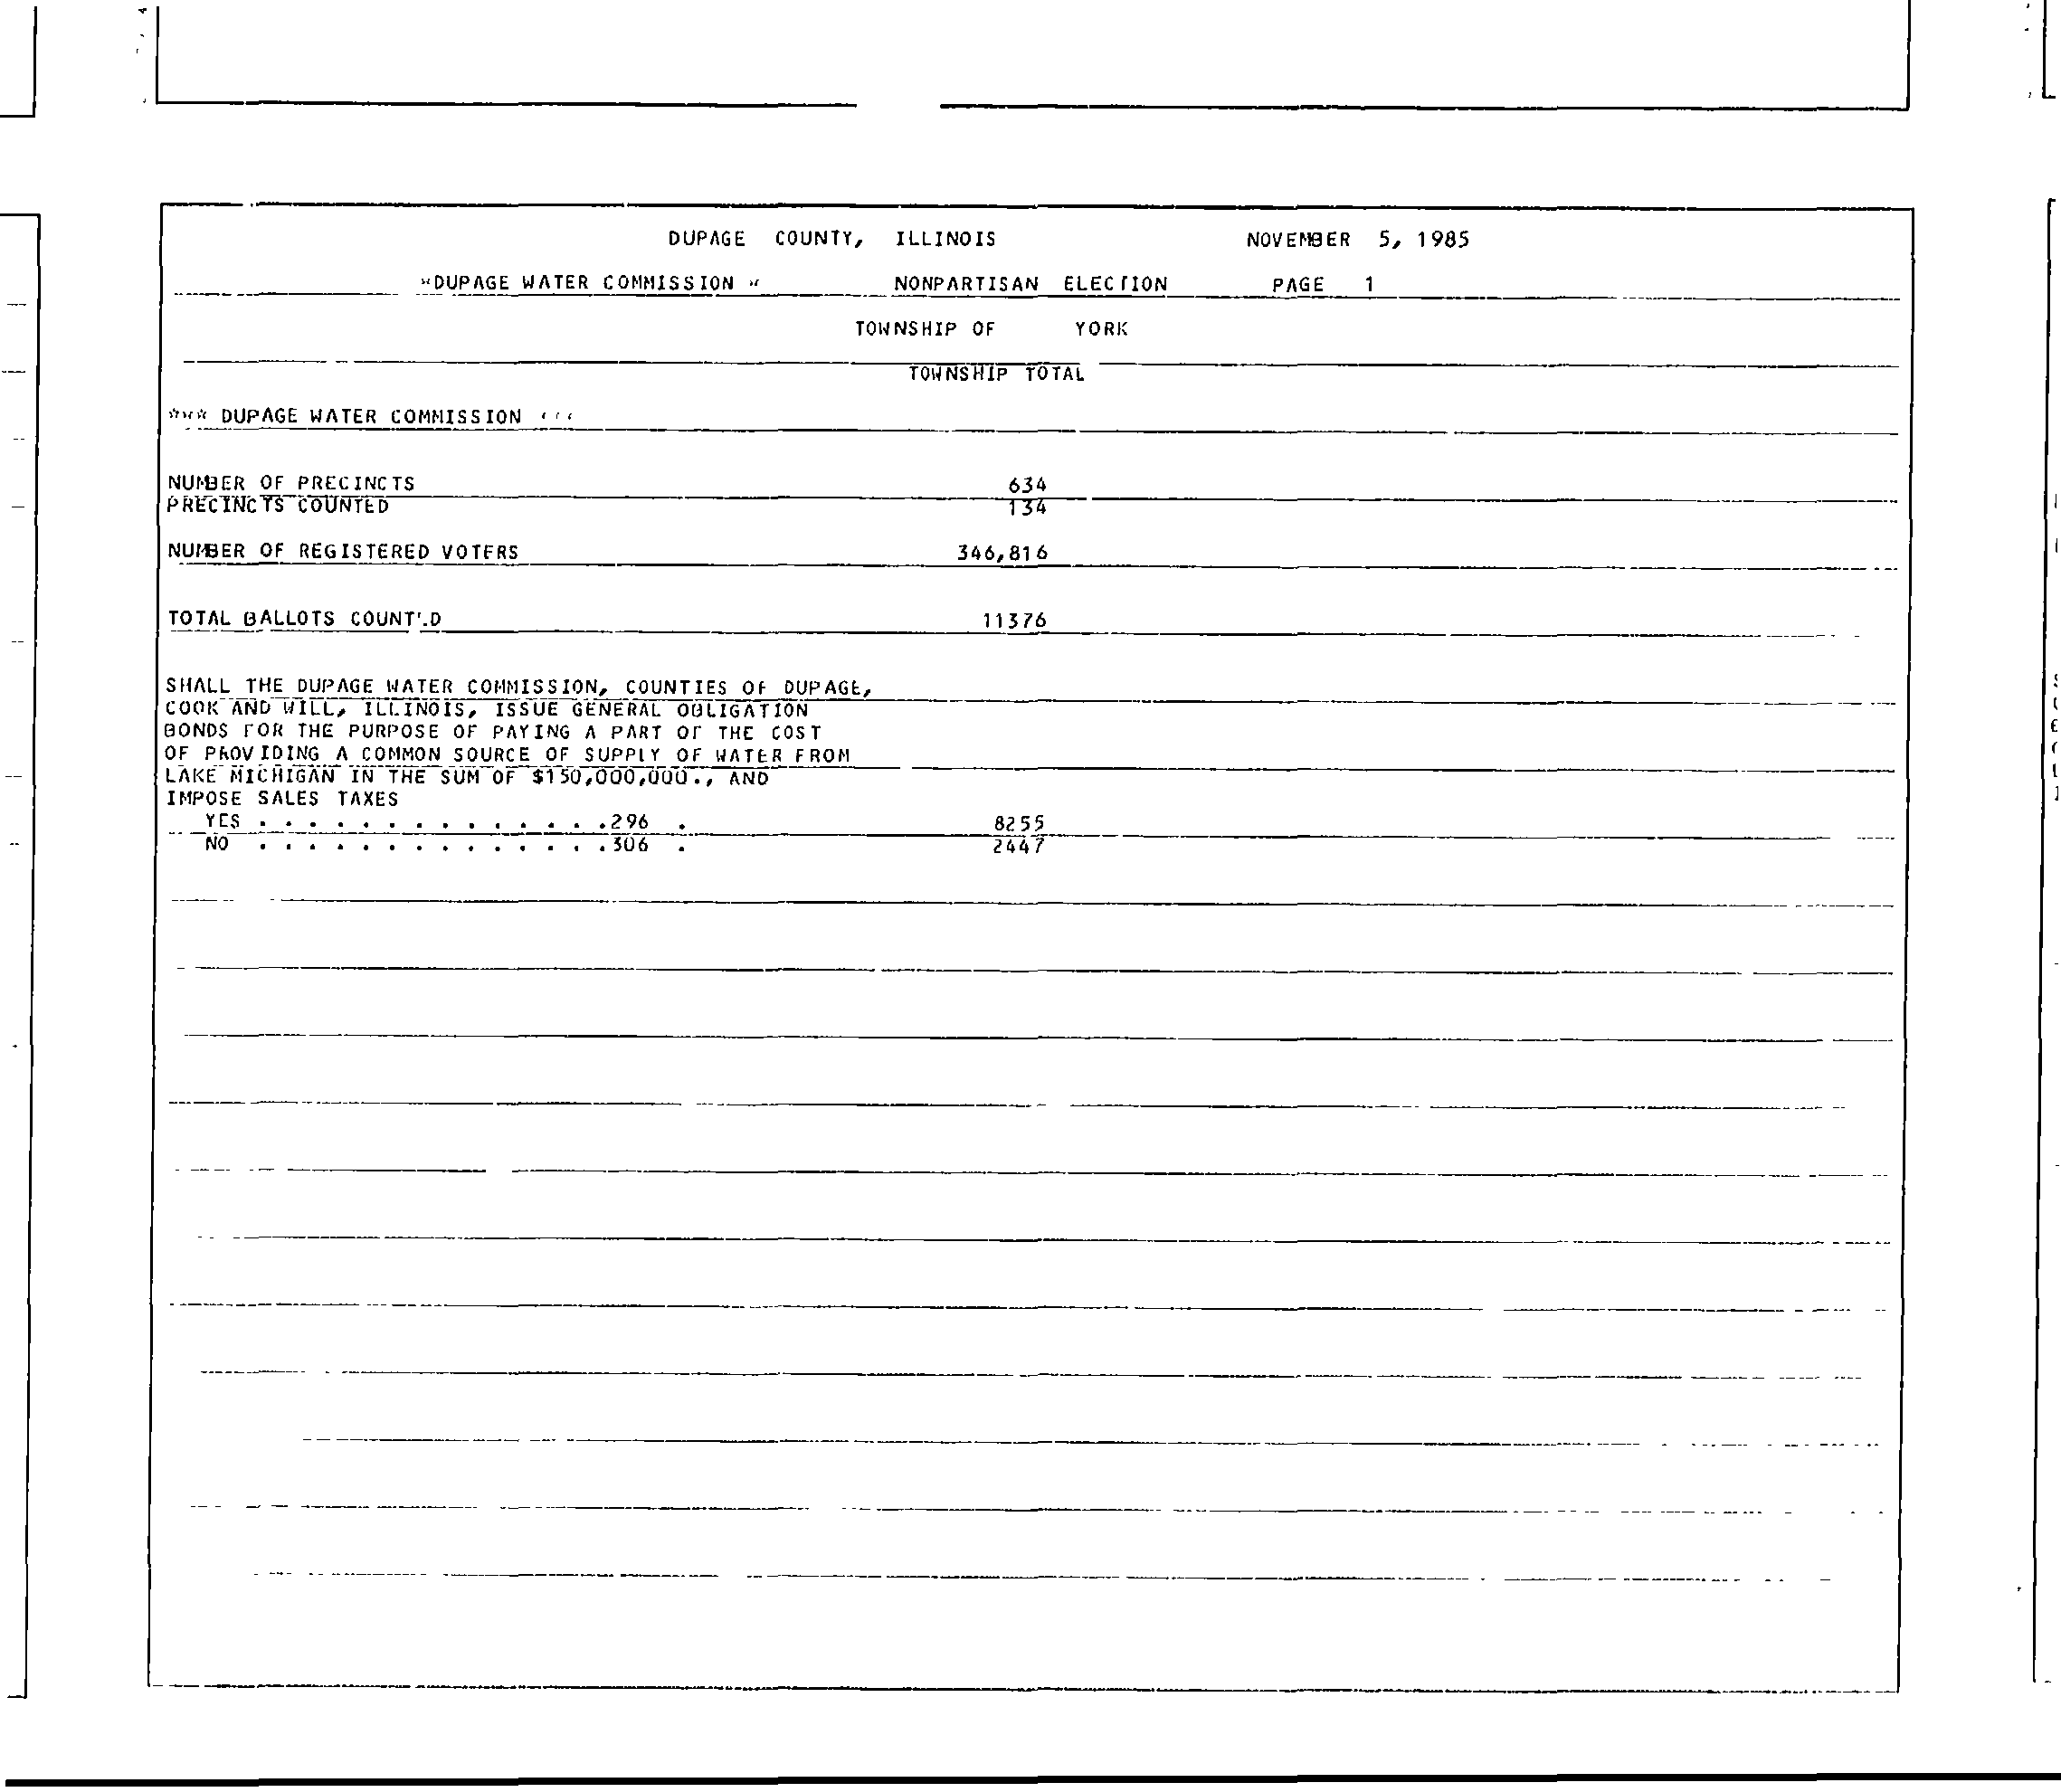 DUPAGE COUNTY, ILLINOIS NOVEMBER 5, 1985
"DUPAGE WATER COMMISSION " NONPARTISAN ELECTION PAGE 1
TOWNSHIP OF YORK
TOWNSHIP TOTAL
*** DUPAGE WATER COMMISSION ***
NUMBER OF PRECINCTS 634
PRECINCTS COUNTED 134
NUMBER OF REGISTERED VOTERS 346,816
TOTAL BALLOTS COUNTED 11376
SHALL THE DUPAGE WATER COMMISSION, COUNTIES OF DUPAGE,
COOK AND WILL, ILLINOIS, ISSUE GENERAL OBLIGATION
BONDS FOR THE PURPOSE OF PAYING A PART OF THE COST
OF PROVIDING A COMMON SOURCE OF SUPPLY OF WATER FROM
LAKE MICHIGAN IN THE SUM OF $150,000,000., AND
IMPOSE SALES TAXES
YES . . . . . . . . . . . . . .296 . 8255
NO . . . . . . . . . . . . . .306 . 2447